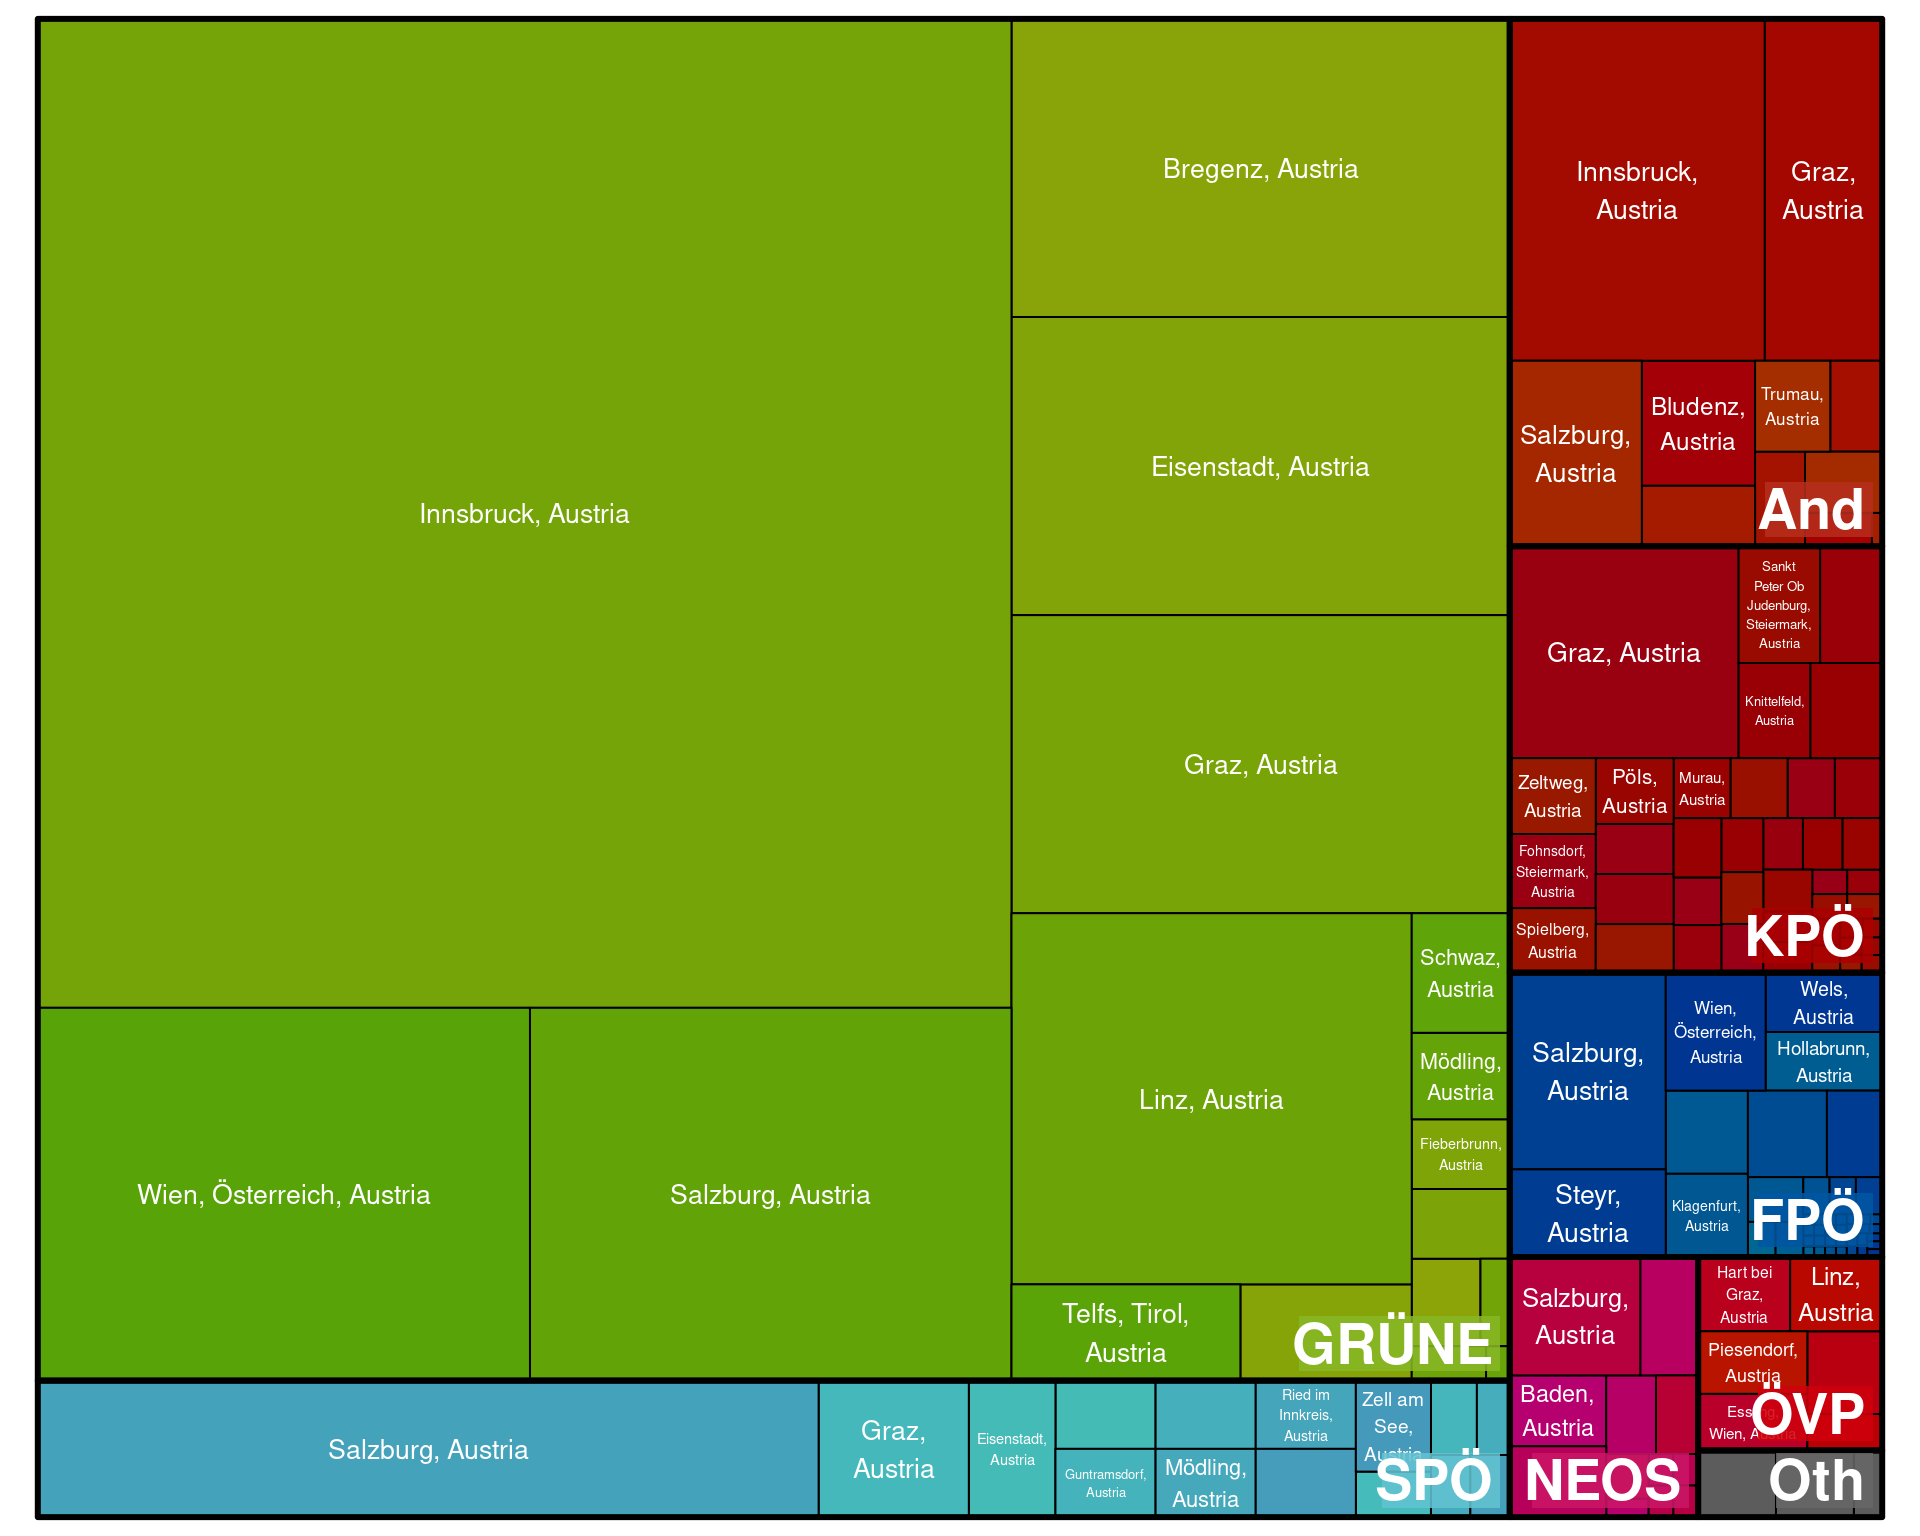 Innsbruck, Austria
Bregenz, Austria
Eisenstadt, Austria
Graz, Austria
Wien, Österreich, Austria
Salzburg, Austria
Linz, Austria
Schwaz,
Austria
Mödling,
Austria
Fieberbrunn,
Austria
Telfs, Tirol,
Austria
GRÜNE
Salzburg, Austria
Graz,
Austria
Eisenstadt,
Austria
Guntramsdorf,
Austria
Mödling,
Austria
Ried im
Innkreis,
Austria
Zell am
See,
Austria
SPÖ
Innsbruck,
Austria
Graz,
Austria
Salzburg,
Austria
Bludenz,
Austria
Trumau,
Austria
And
Graz, Austria
Sankt
Peter Ob
Judenburg,
Steiermark,
Austria
Knittelfeld,
Austria
Zeltweg,
Austria
Pöls,
Austria
Murau,
Austria
Fohnsdorf,
Steiermark,
Austria
Spielberg,
Austria
KPÖ
Salzburg,
Austria
Wien,
Österreich,
Austria
Wels,
Austria
Hollabrunn,
Austria
Steyr,
Austria
Klagenfurt,
Austria
FPÖ
Salzburg,
Austria
Baden,
Austria
NEOS
Hart bei
Graz,
Austria
Linz,
Austria
Piesendorf,
Austria
Essling,
Wien, Austria
ÖVP
Oth